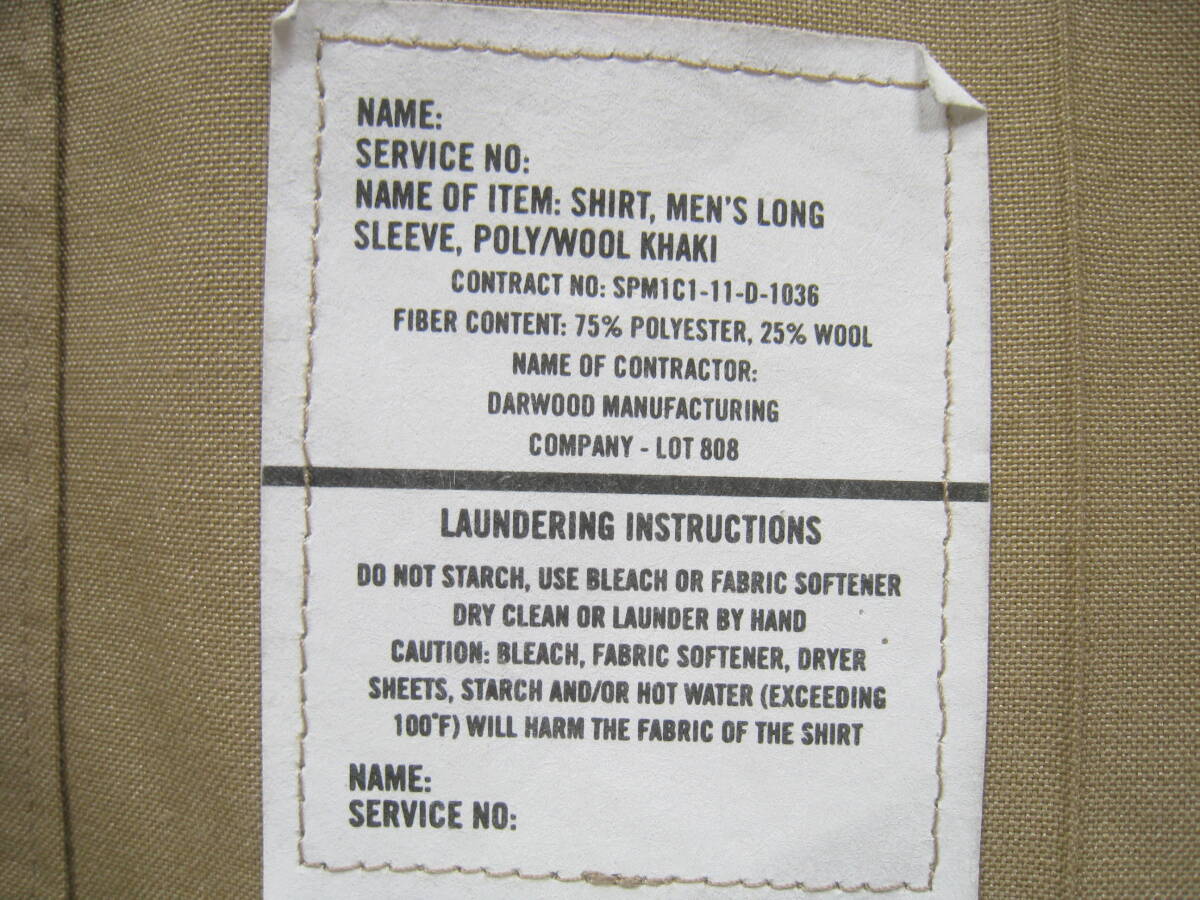 NAME:
SERVICE NO:
NAME OF ITEM: SHIRT, MEN'S LONG
SLEEVE, POLY/WOOL KHAKI
CONTRACT NO: SPM1C1-11-D-1036
FIBER CONTENT: 75% POLYESTER, 25% WOOL
NAME OF CONTRACTOR:
DARWOOD MANUFACTURING
COMPANY - LOT 808
LAUNDERING INSTRUCTIONS
DO NOT STARCH, USE BLEACH OR FABRIC SOFTENER
DRY CLEAN OR LAUNDER BY HAND
CAUTION: BLEACH, FABRIC SOFTENER, DRYER
SHEETS, STARCH AND/OR HOT WATER (EXCEEDING
100°F) WILL HARM THE FABRIC OF THE SHIRT
NAME:
SERVICE NO: